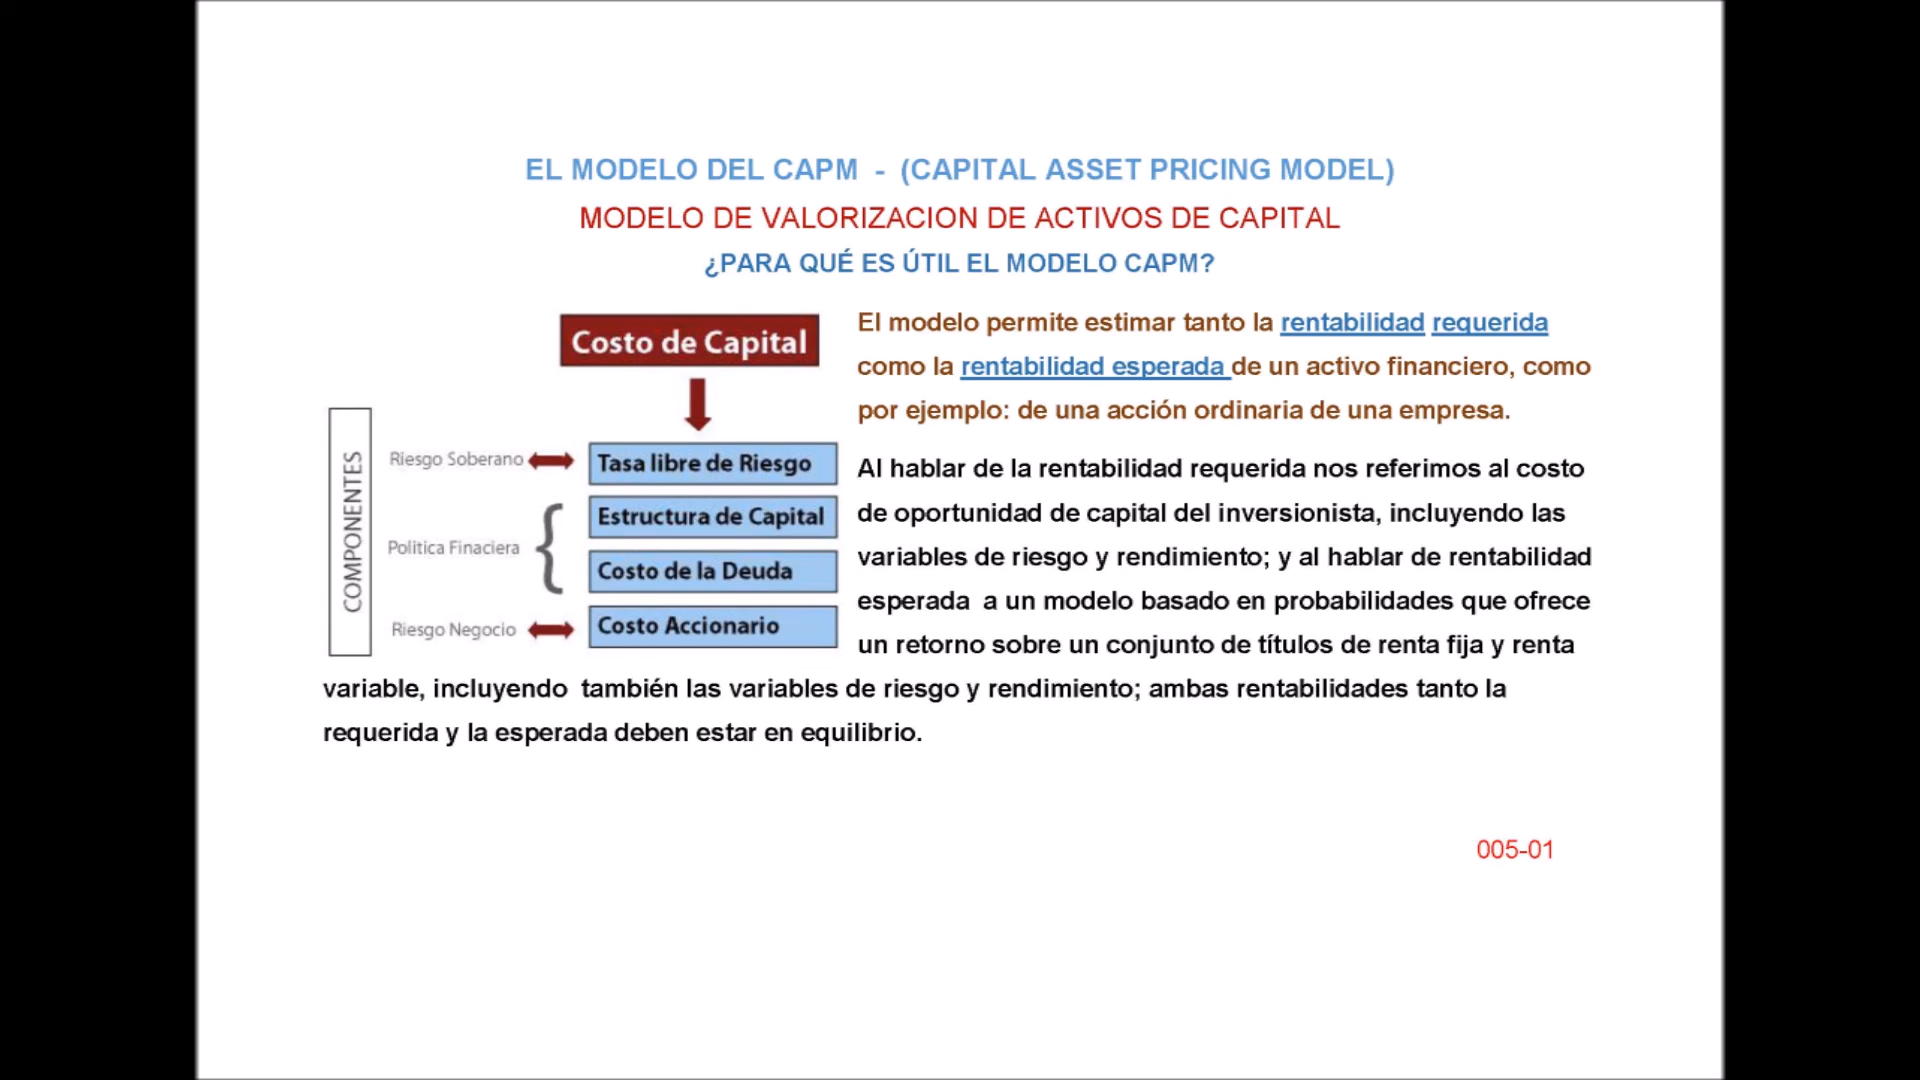 EL MODELO DEL CAPM - (CAPITAL ASSET PRICING MODEL)
MODELO DE VALORIZACION DE ACTIVOS DE CAPITAL
¿PARA QUÉ ES ÚTIL EL MODELO CAPM?
Costo de Capital
COMPONENTES
Riesgo Soberano
Tasa libre de Riesgo
Politica Finaciera
Estructura de Capital
Costo de la Deuda
Riesgo Negocio
Costo Accionario
El modelo permite estimar tanto la rentabilidad requerida
como la rentabilidad esperada de un activo financiero, como
por ejemplo: de una acción ordinaria de una empresa.
Al hablar de la rentabilidad requerida nos referimos al costo
de oportunidad de capital del inversionista, incluyendo las
variables de riesgo y rendimiento; y al hablar de rentabilidad
esperada a un modelo basado en probabilidades que ofrece
un retorno sobre un conjunto de títulos de renta fija y renta
variable, incluyendo también las variables de riesgo y rendimiento; ambas rentabilidades tanto la
requerida y la esperada deben estar en equilibrio.
005-01